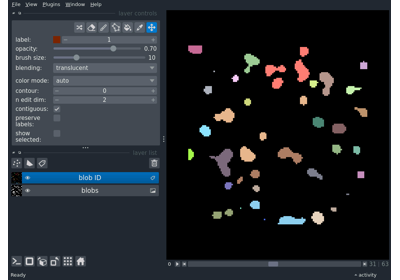 File View Plugins Window Help
layer controls
label: 1
opacity: 0.70
brush size: 10
blending: translucent
color mode: auto
contour: 0
n edit dim: 2
contiguous:
preserve
labels:
show
selected:
layer list
blob ID
blobs
31 63
Ready
activity